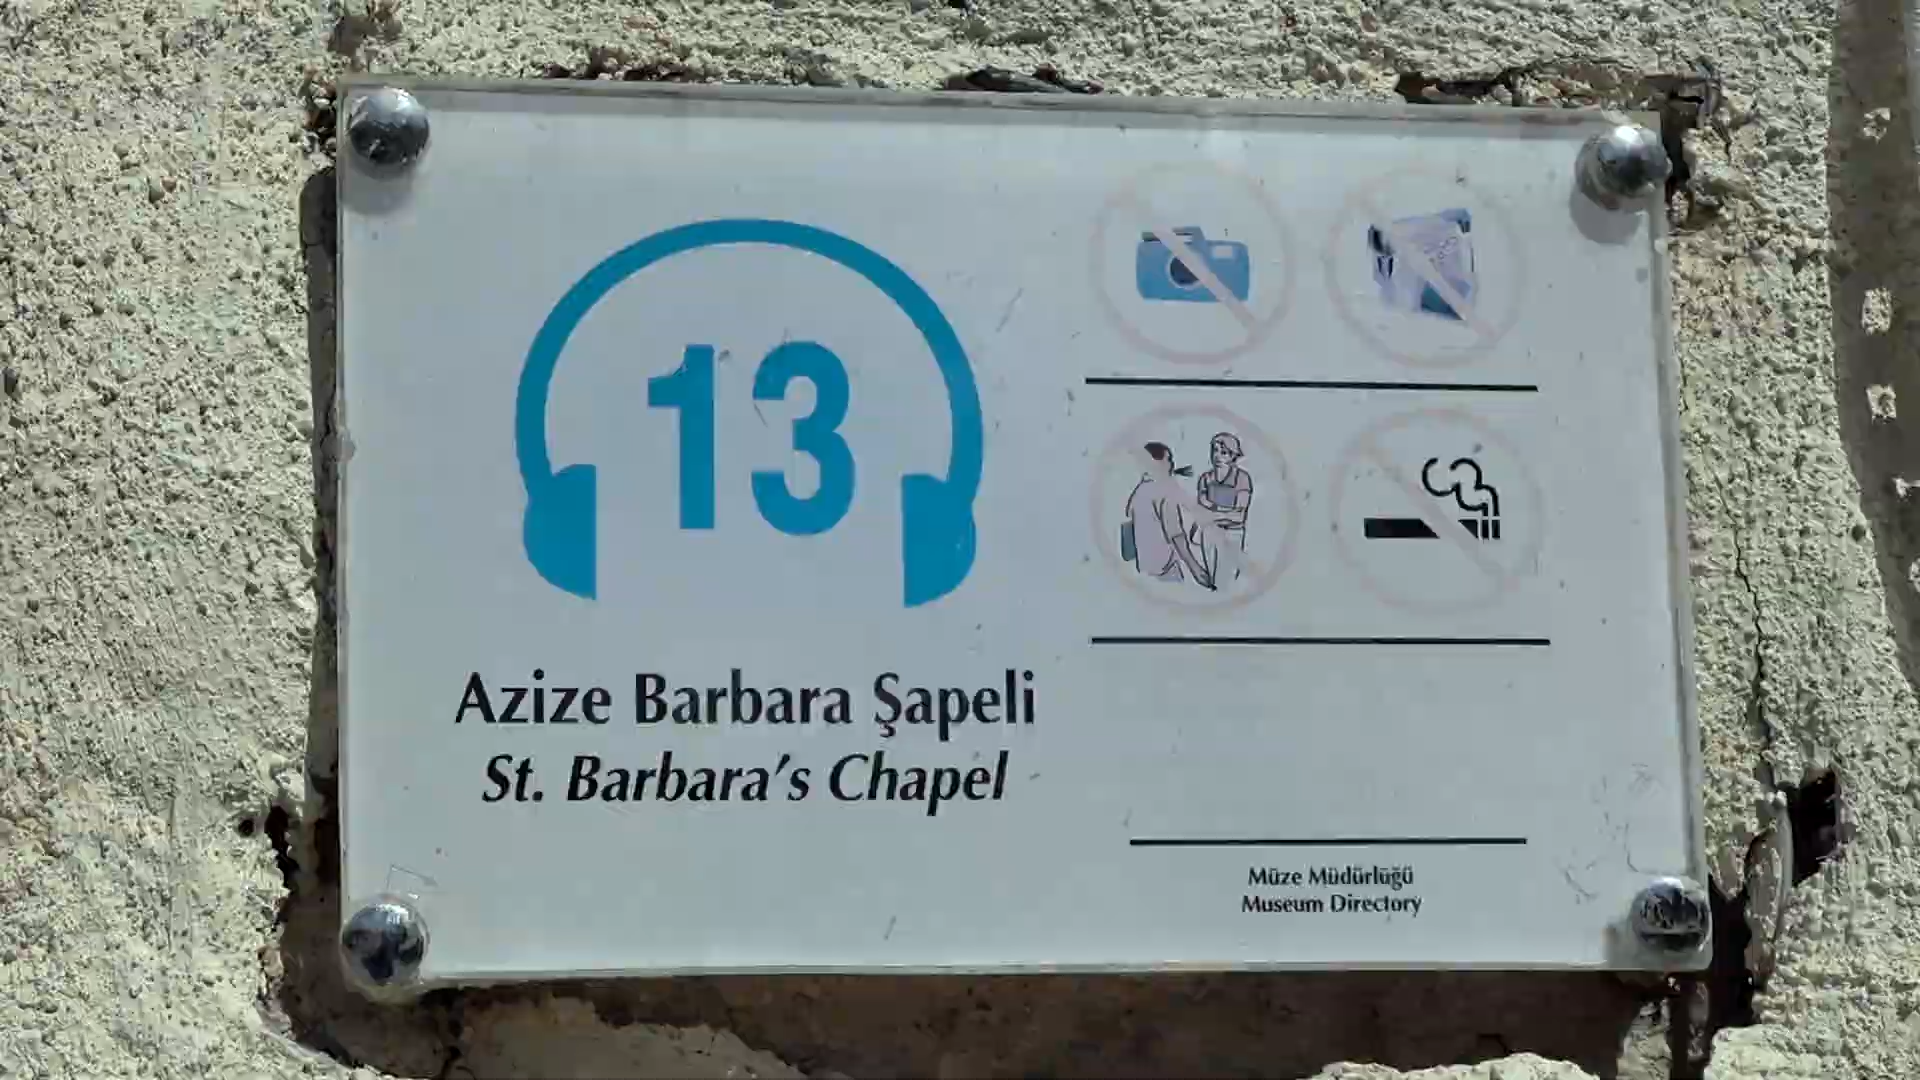 13
Azize Barbara Şapeli
St. Barbara's Chapel
Müze Müdürlüğü
Museum Directory